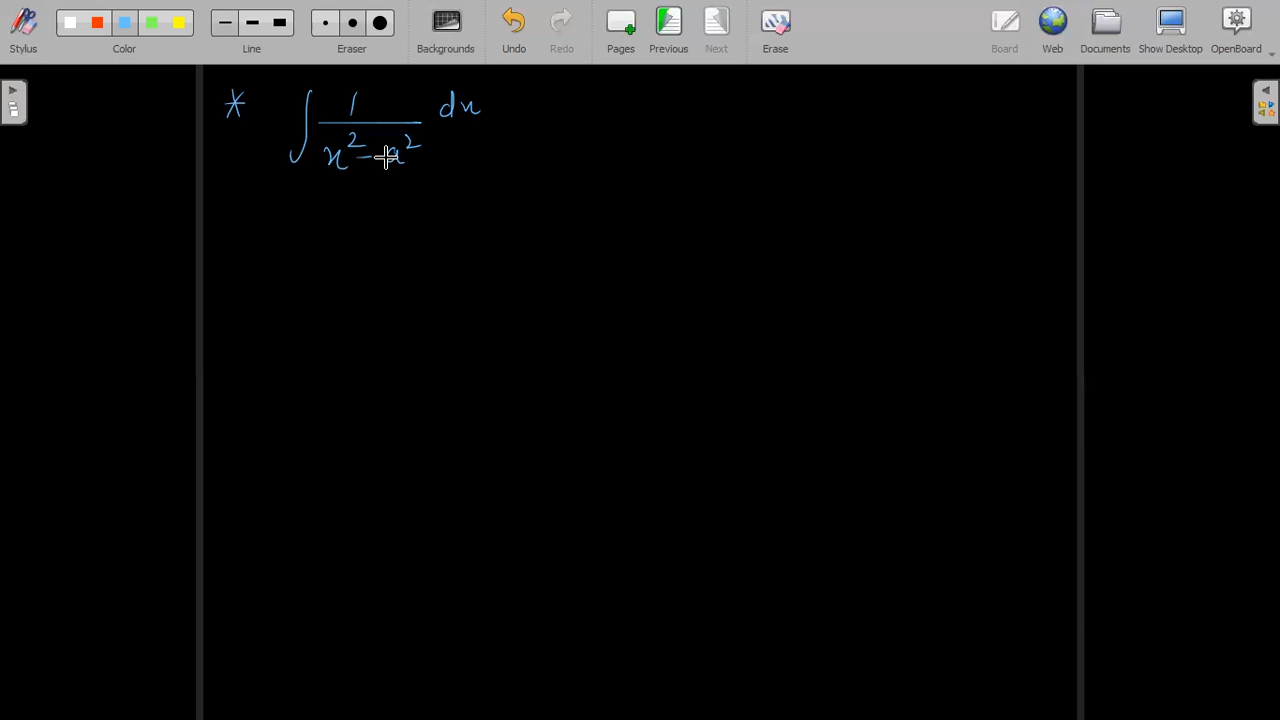 Stylus Color Line Eraser Backgrounds Undo Redo Pages Previous Next Erase Board Web Documents Show Desktop OpenBoard
* ∫ 1/(x² - a²) dx